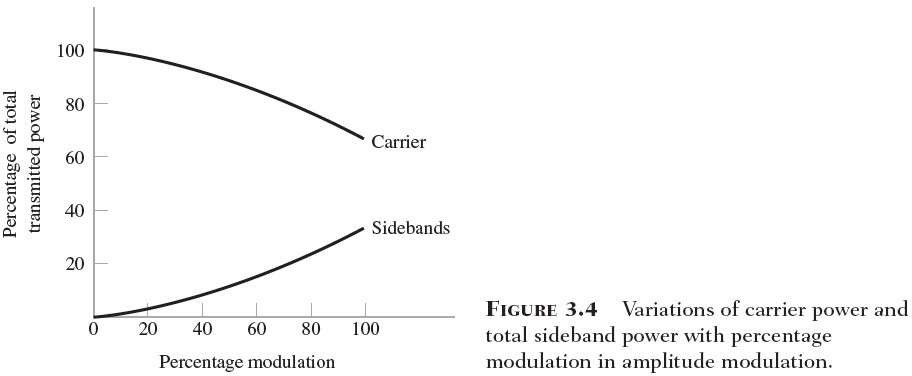 Percentage of total
transmitted power
100
80
60
40
20
Carrier
Sidebands
0 20 40 60 80 100
Percentage modulation
FIGURE 3.4 Variations of carrier power and
total sideband power with percentage
modulation in amplitude modulation.